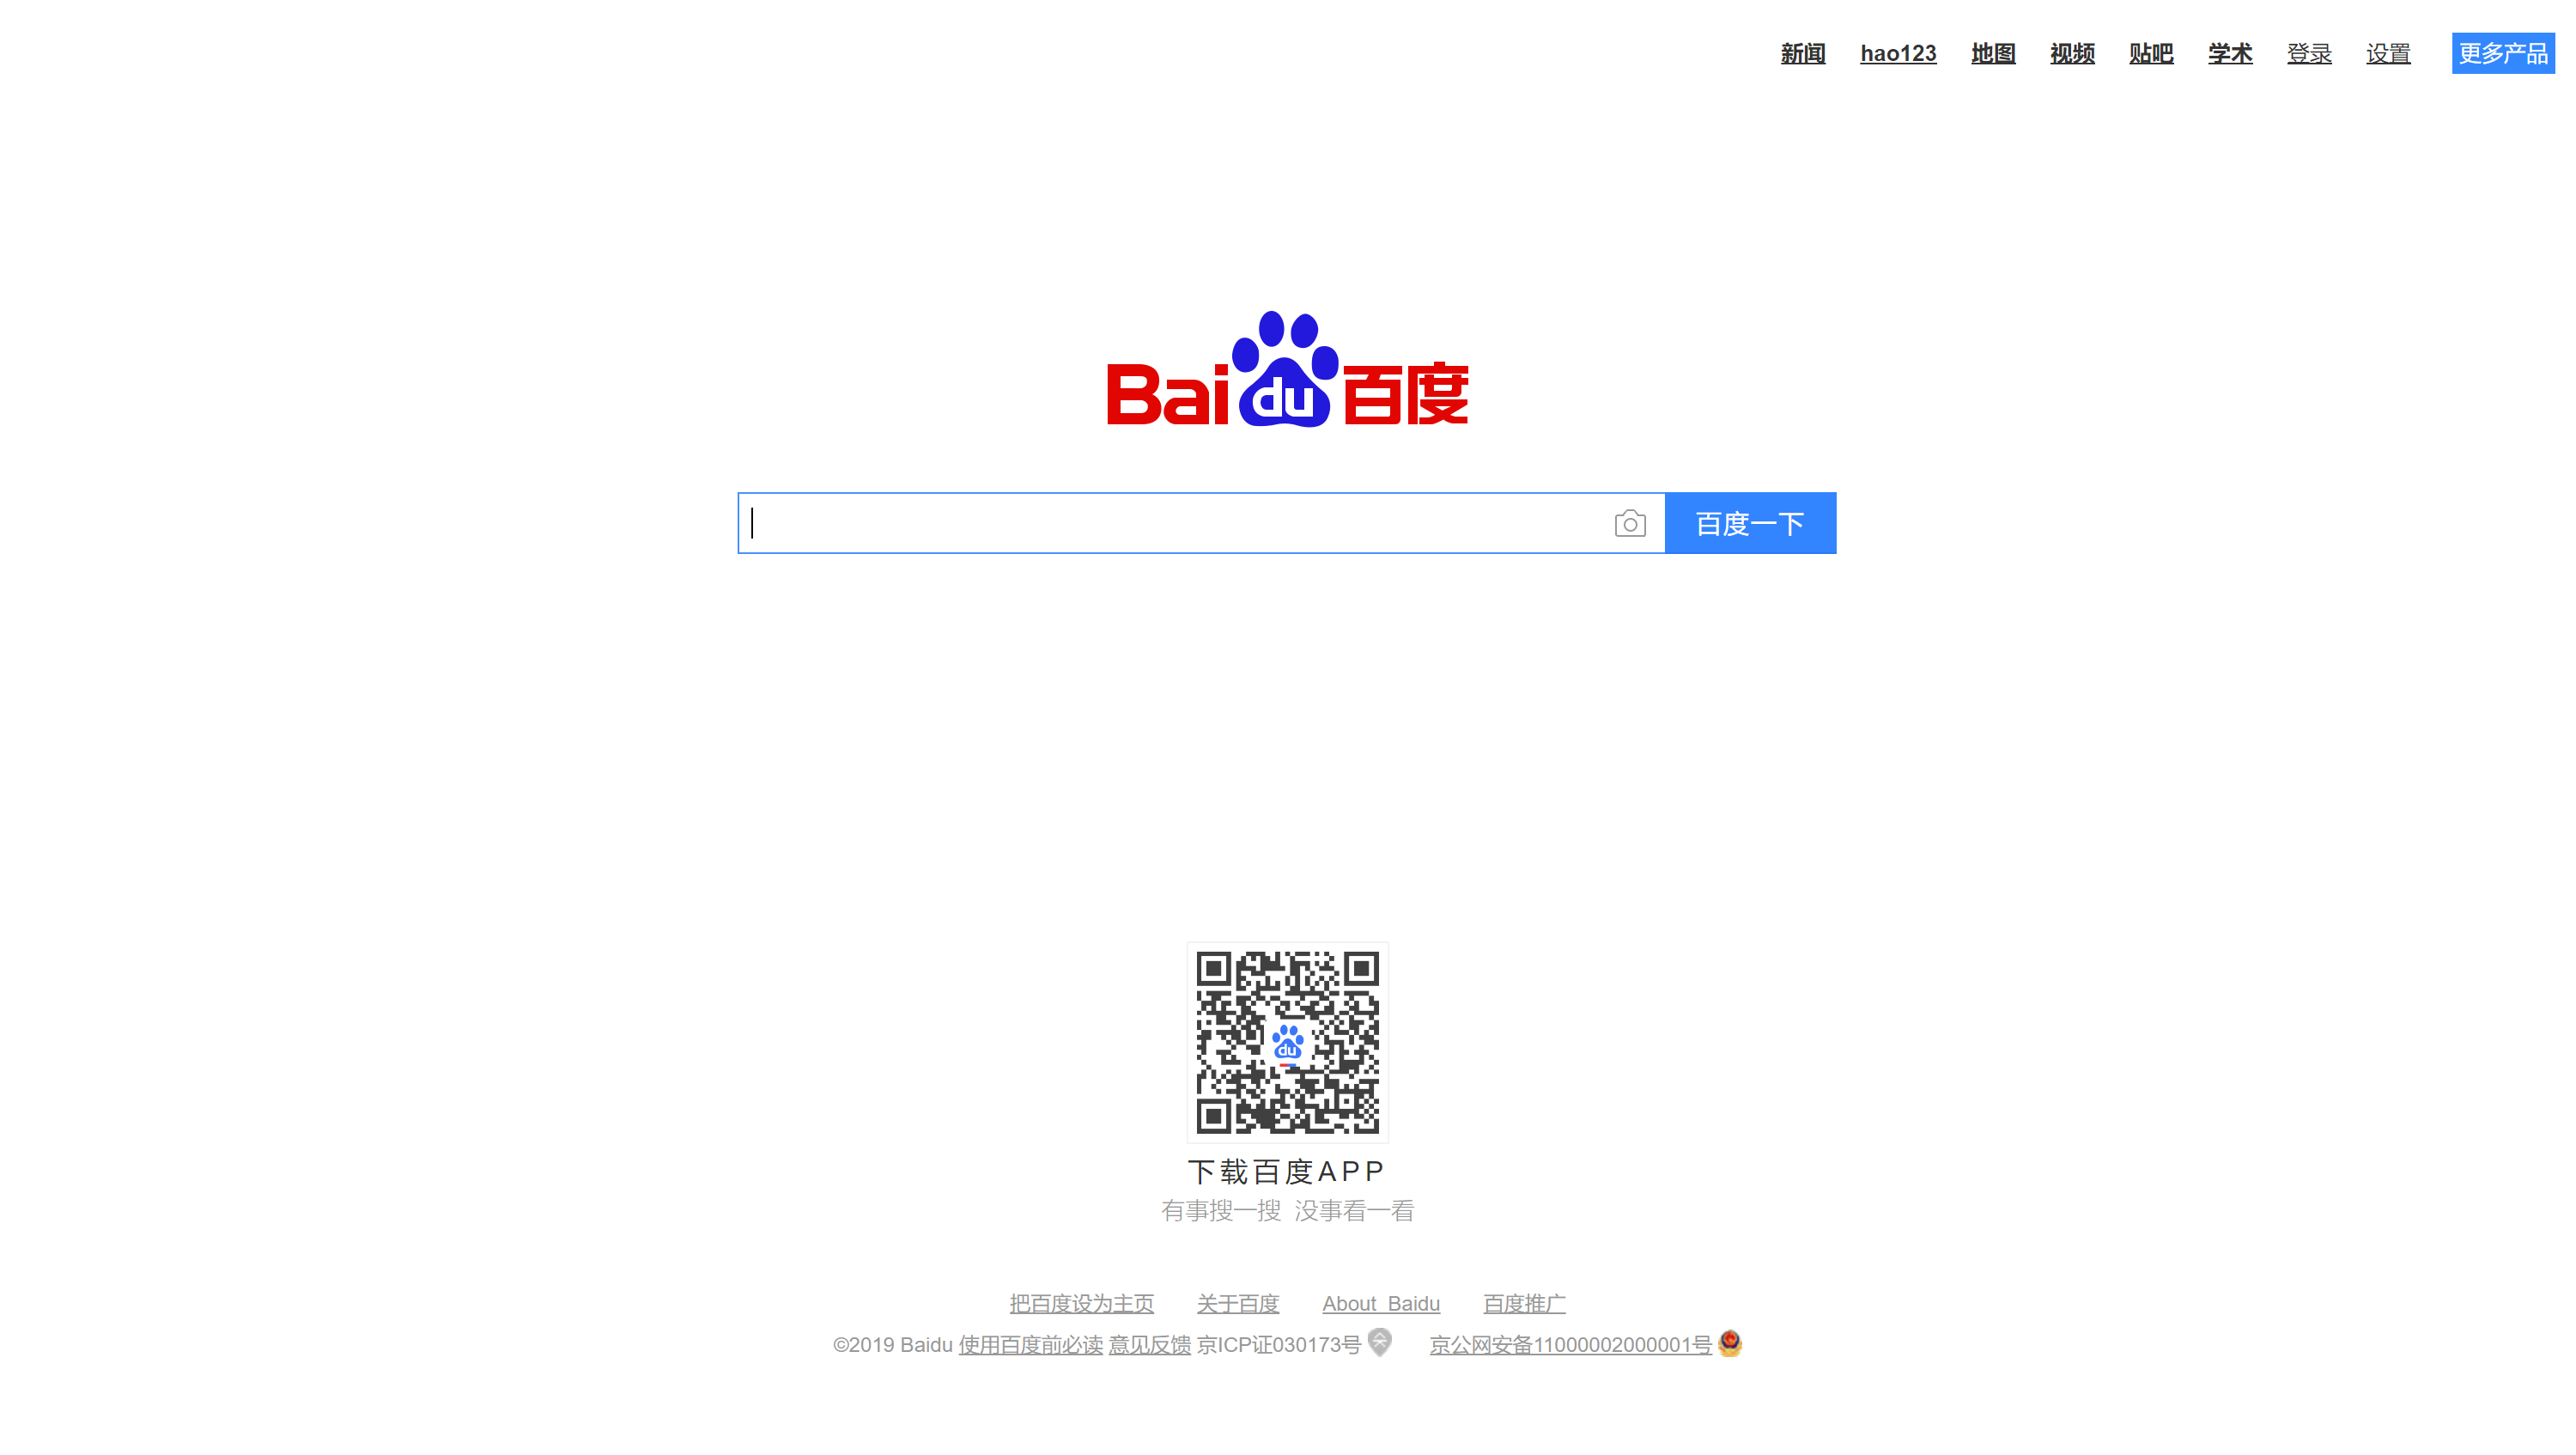 新闻 hao123 地图 视频 贴吧 学术 登录 设置 更多产品
Bai du 百度
百度一下
du
下载百度APP
有事搜一搜 没事看一看
把百度设为主页 关于百度 About Baidu 百度推广
©2019 Baidu 使用百度前必读 意见反馈 京ICP证030173号 京公网安备11000002000001号